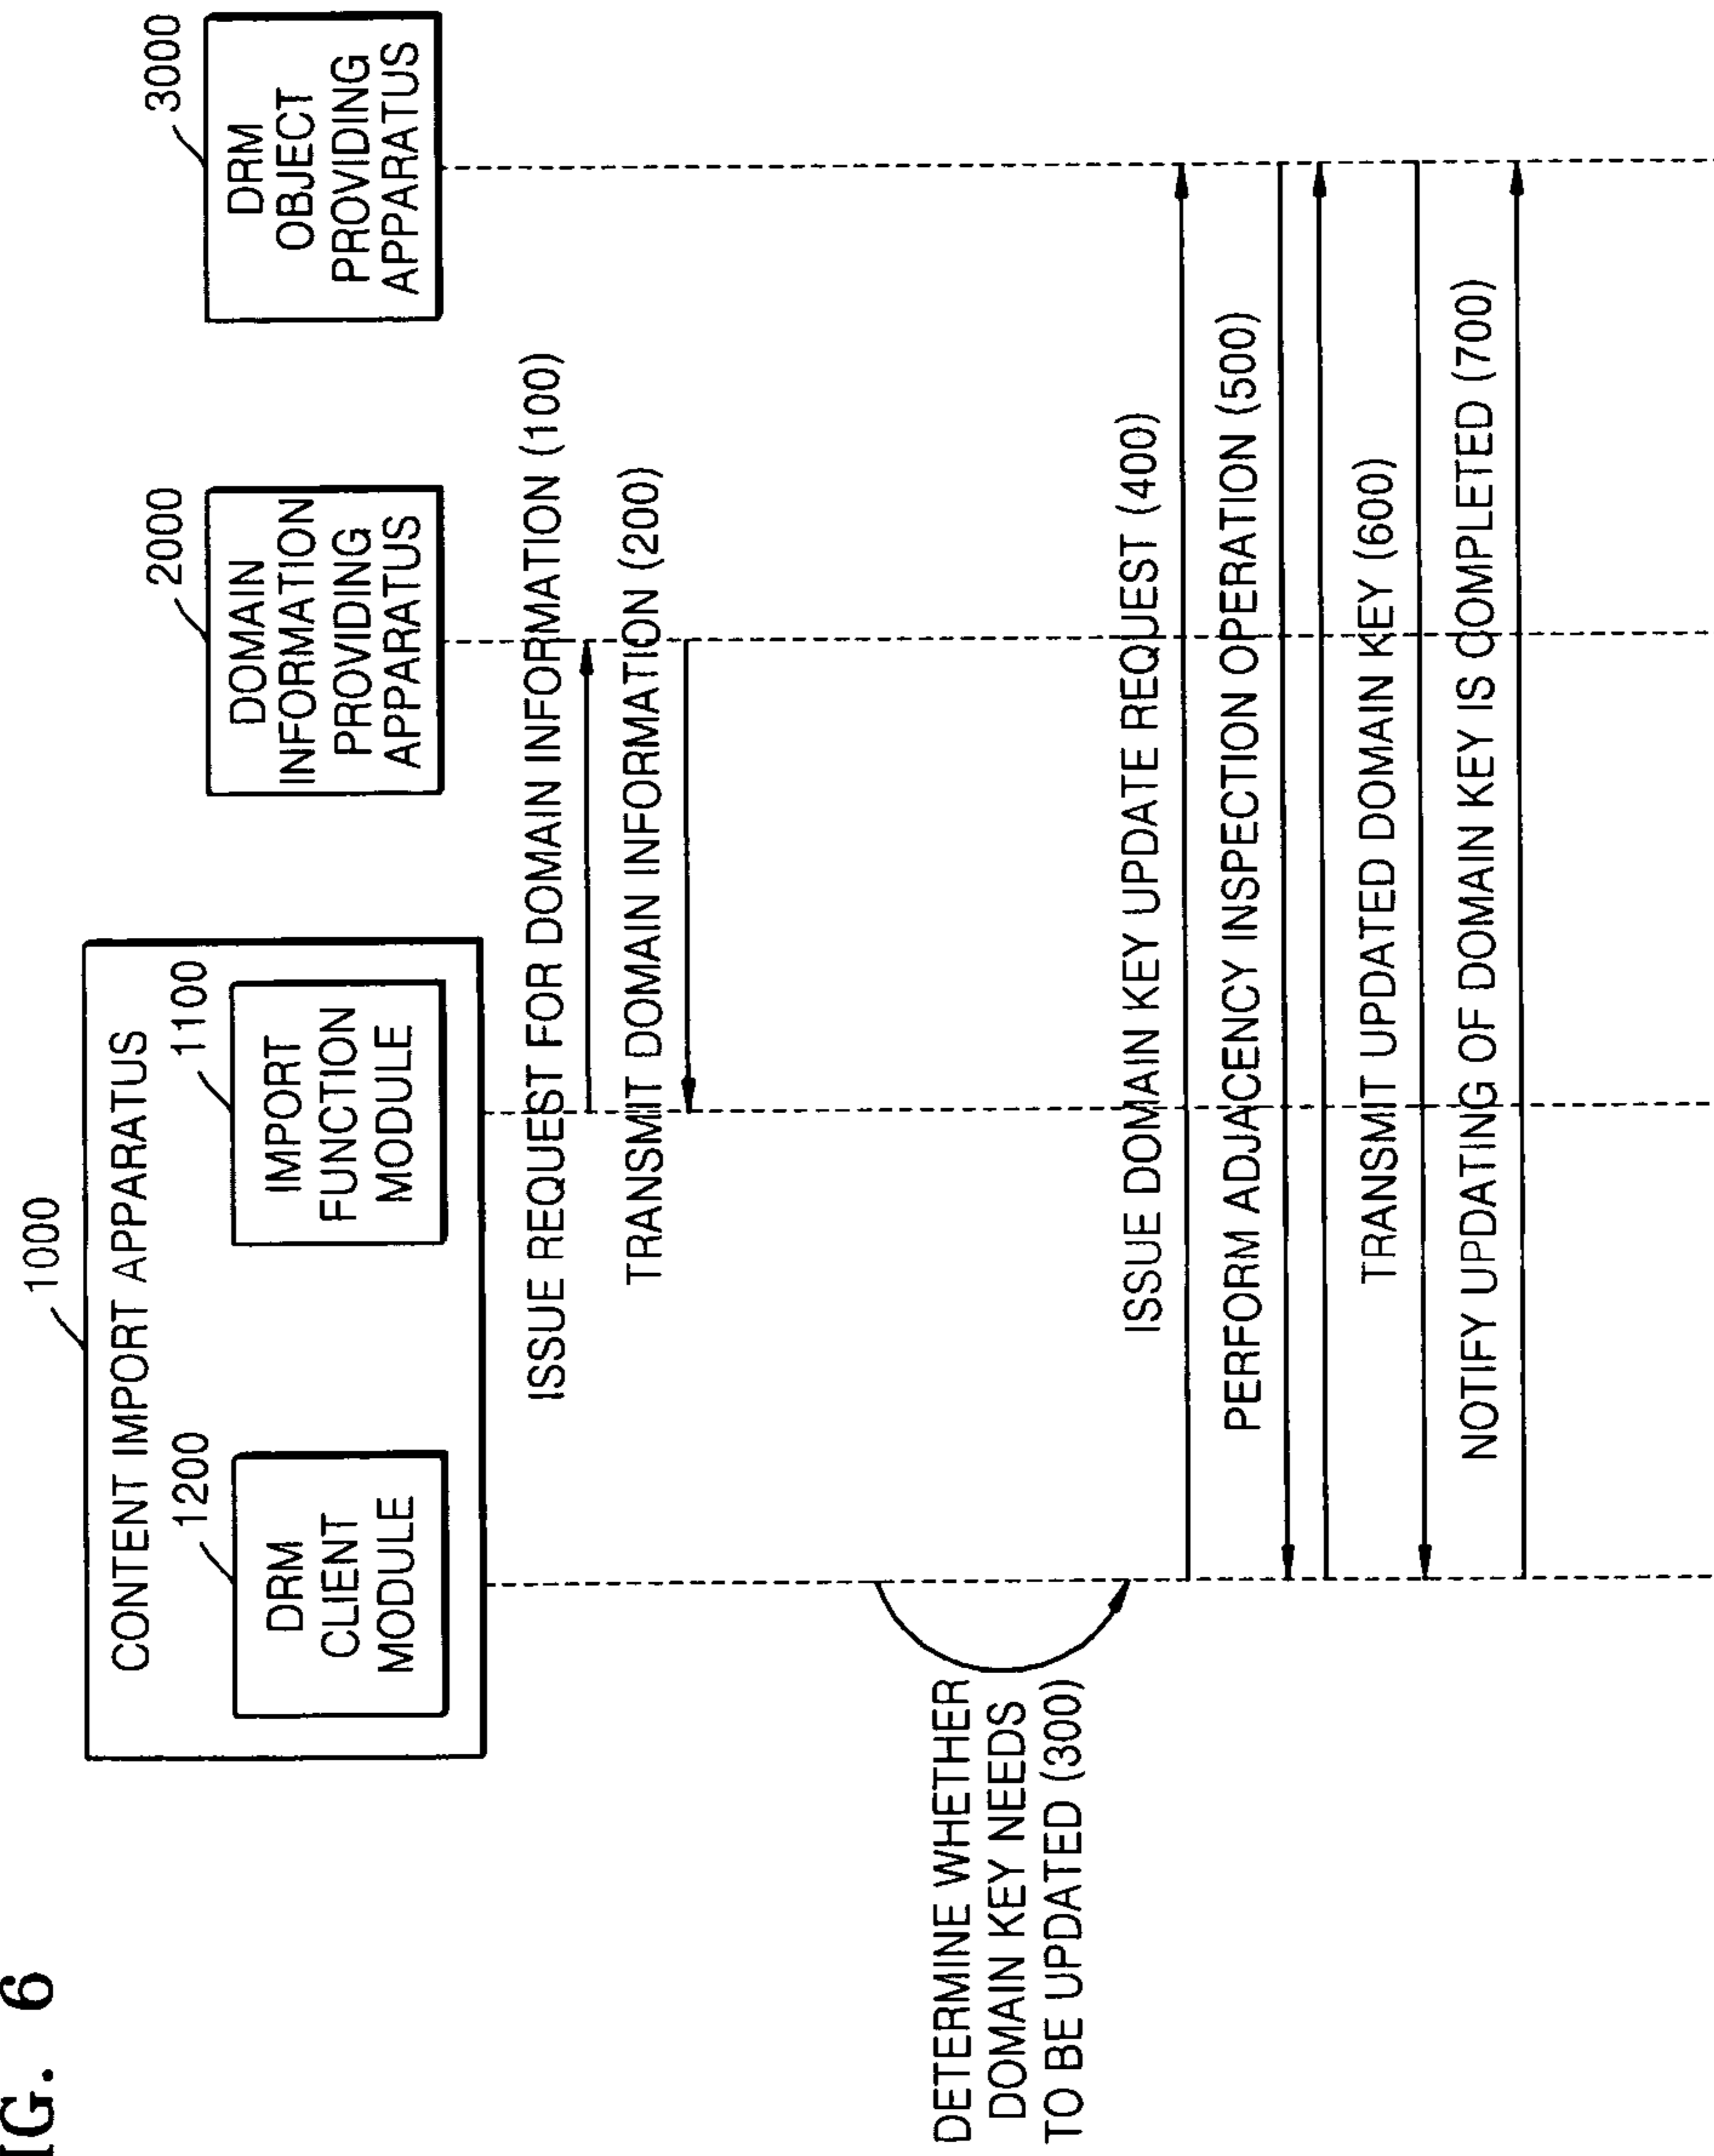 IG. 6
1000
CONTENT IMPORT APPARATUS
1200
DRM
CLIENT
MODULE
1100
IMPORT
FUNCTION
MODULE
2000
DOMAIN
INFORMATION
PROVIDING
APPARATUS
3000
DRM
OBJECT
PROVIDING
APPARATUS
ISSUE REQUEST FOR DOMAIN INFORMATION (100)
TRANSMIT DOMAIN INFORMATION (200)
DETERMINE WHETHER
DOMAIN KEY NEEDS
TO BE UPDATED (300)
ISSUE DOMAIN KEY UPDATE REQUEST (400)
PERFORM ADJACENCY INSPECTION OPERATION (500)
TRANSMIT UPDATED DOMAIN KEY (600)
NOTIFY UPDATING OF DOMAIN KEY IS COMPLETED (700)